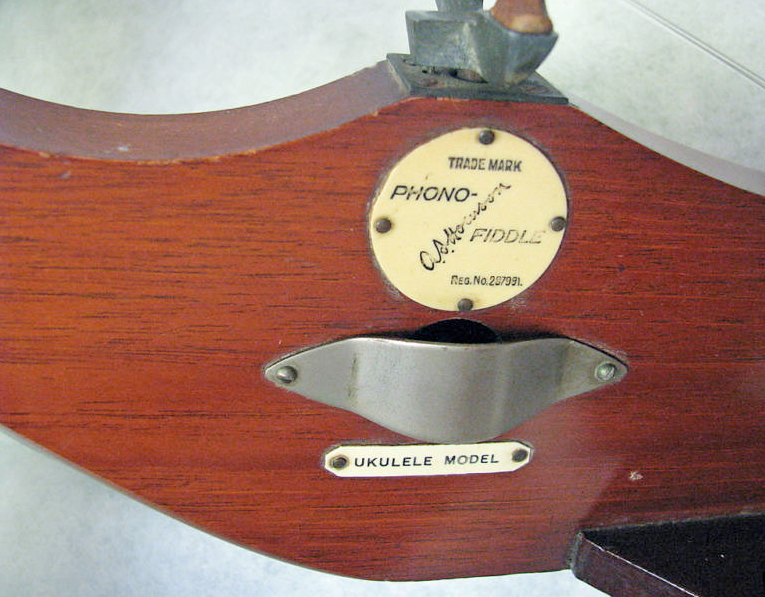 TRADE MARK
PHONO-
FIDDLE
REG. No. 287991.
UKULELE MODEL